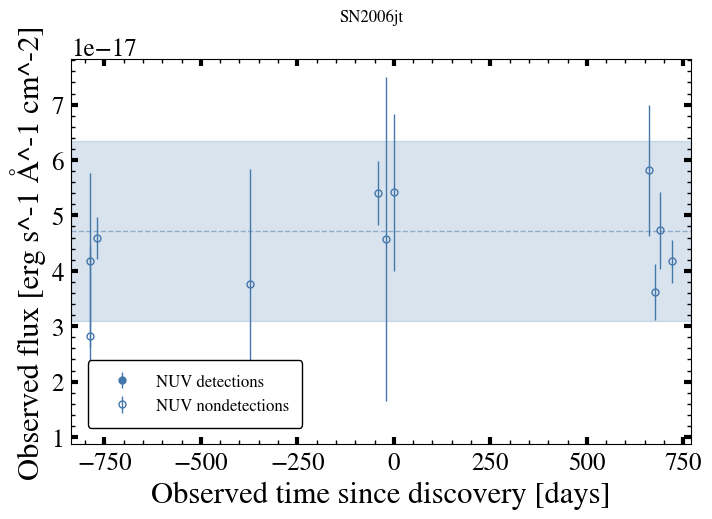 SN2006jt
1e−17
Observed flux [erg s^-1 Å^-1 cm^-2]
7
6
5
4
3
2
1
NUV detections
NUV nondetections
−750 −500 −250 0 250 500 750
Observed time since discovery [days]